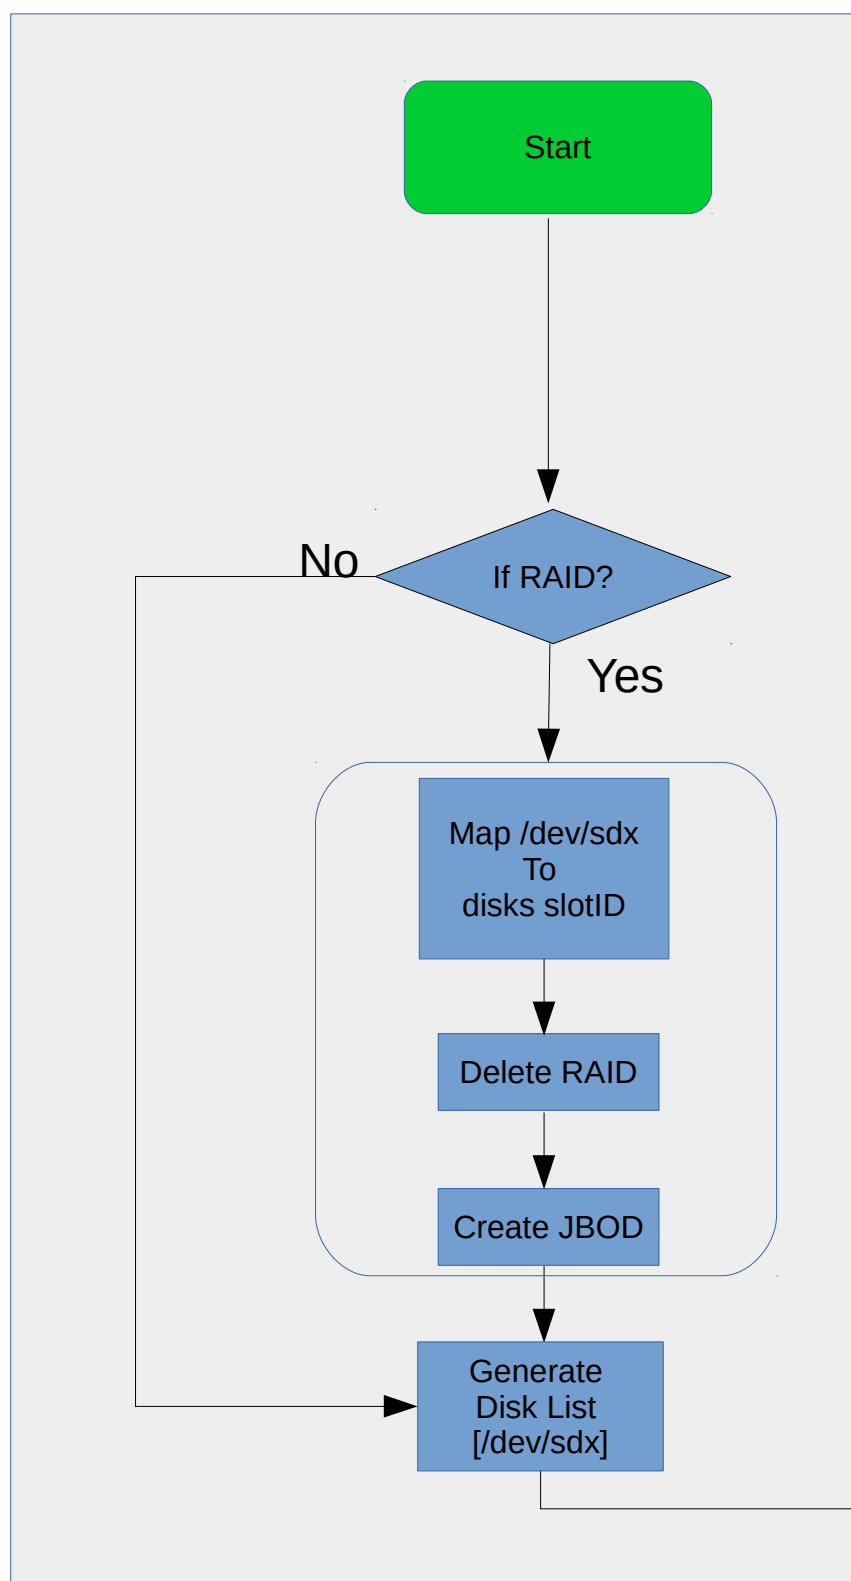 Start
No
If RAID?
Yes
Map /dev/sdx
To
disks slotID
Delete RAID
Create JBOD
Generate
Disk List
[/dev/sdx]